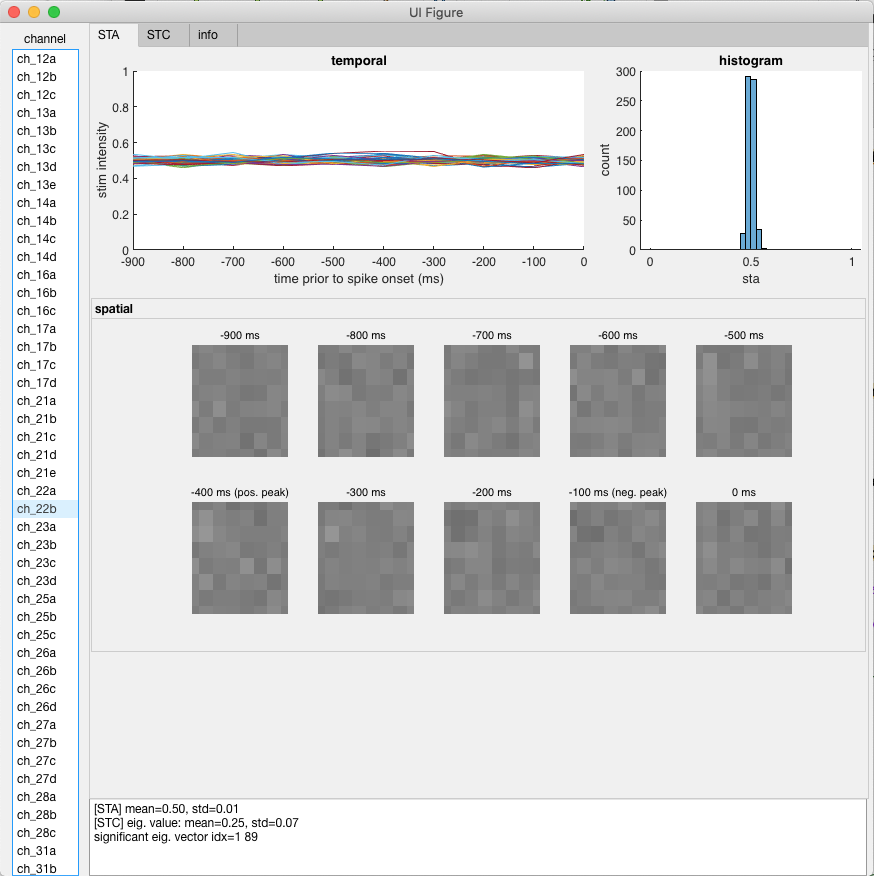 UI Figure
channel
ch_12a
ch_12b
ch_12c
ch_13a
ch_13b
ch_13c
ch_13d
ch_13e
ch_14a
ch_14b
ch_14c
ch_14d
ch_16a
ch_16b
ch_16c
ch_17a
ch_17b
ch_17c
ch_17d
ch_21a
ch_21b
ch_21c
ch_21d
ch_21e
ch_22a
ch_22b
ch_23a
ch_23b
ch_23c
ch_23d
ch_25a
ch_25b
ch_25c
ch_26a
ch_26b
ch_26c
ch_26d
ch_27a
ch_27b
ch_27c
ch_27d
ch_28a
ch_28b
ch_28c
ch_31a
ch_31b
STA STC info
temporal
stim intensity
1
0.8
0.6
0.4
0.2
0
-900 -800 -700 -600 -500 -400 -300 -200 -100 0
time prior to spike onset (ms)
histogram
count
300
250
200
150
100
50
0
0 0.5 1
sta
spatial
-900 ms -800 ms -700 ms -600 ms -500 ms
-400 ms (pos. peak) -300 ms -200 ms -100 ms (neg. peak) 0 ms
[STA] mean=0.50, std=0.01
[STC] eig. value: mean=0.25, std=0.07
significant eig. vector idx=1 89